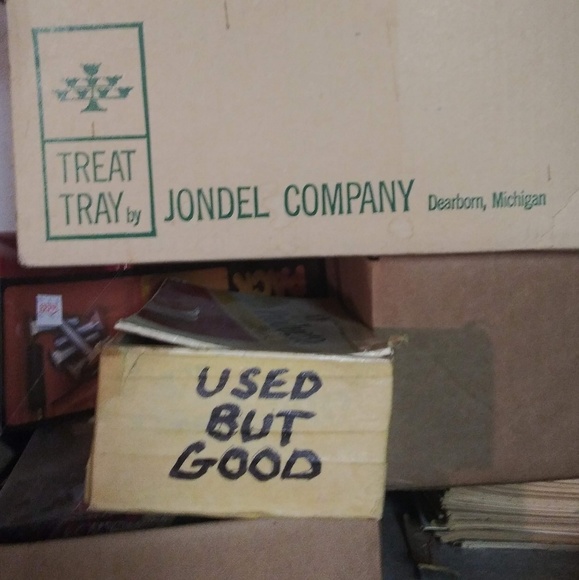 TREAT
TRAY by JONDEL COMPANY Dearborn, Michigan
USED
BUT
GOOD